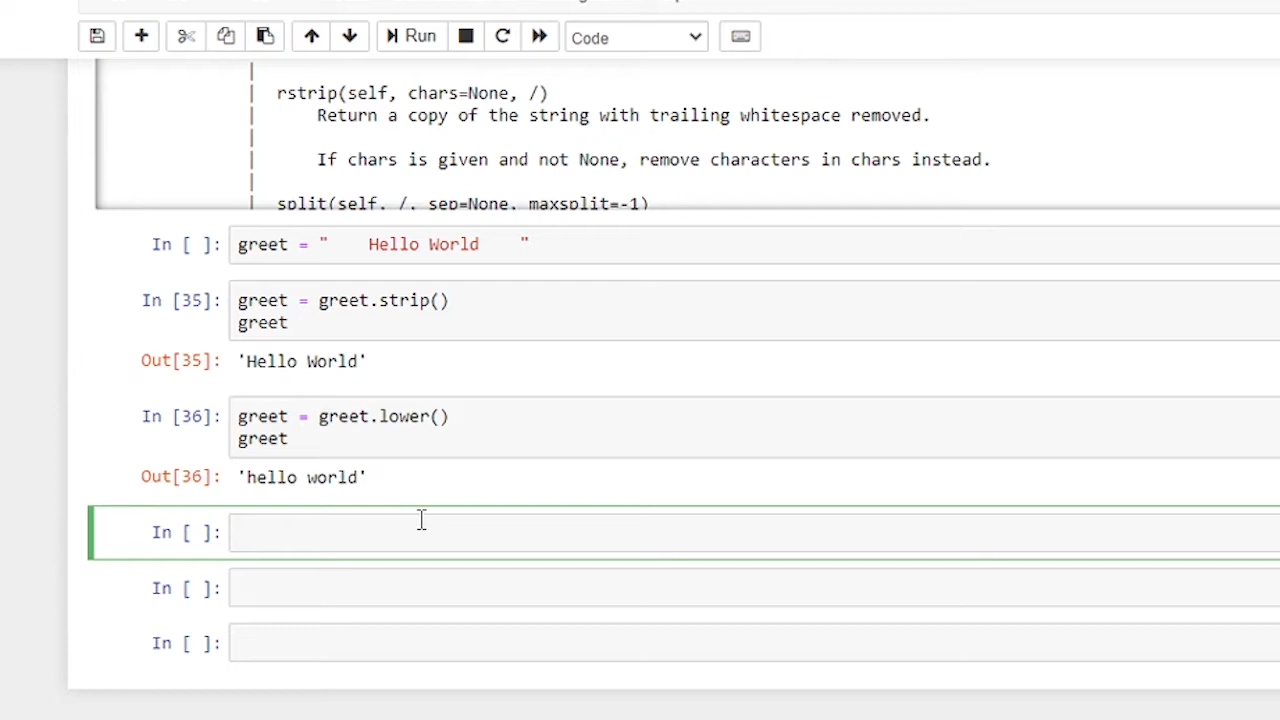 Run
Code
rstrip(self, chars=None, /)
Return a copy of the string with trailing whitespace removed.
If chars is given and not None, remove characters in chars instead.
split(self, /, sep=None, maxsplit=-1)
In [ ]: greet = "    Hello World    "
In [35]: greet = greet.strip()
greet
Out[35]: 'Hello World'
In [36]: greet = greet.lower()
greet
Out[36]: 'hello world'
In [ ]:
In [ ]:
In [ ]: